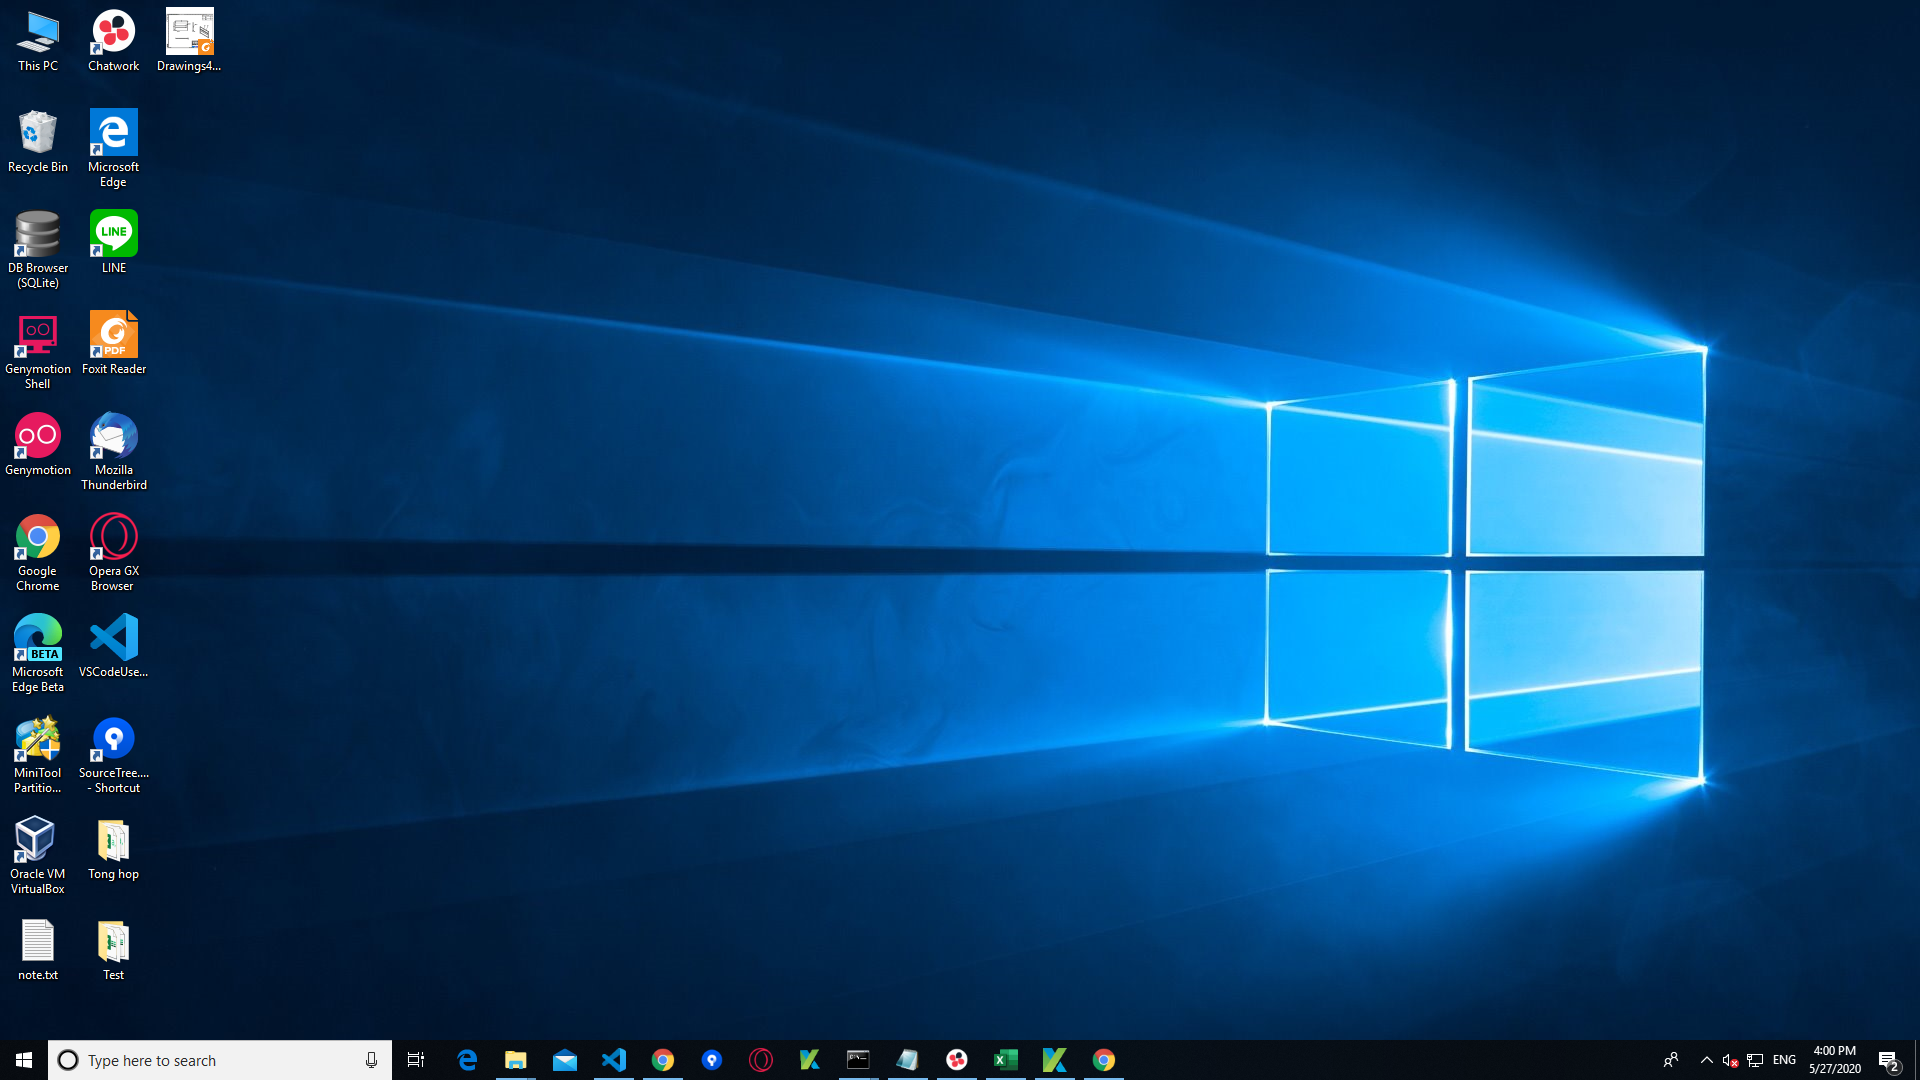 This PC
Chatwork
Drawings4...
Recycle Bin
Microsoft
Edge
DB Browser
(SQLite)
LINE
LINE
Genymotion
Shell
PDF
Foxit Reader
Genymotion
Mozilla
Thunderbird
Google
Chrome
Opera GX
Browser
BETA
Microsoft
Edge Beta
VSCodeUse...
MiniTool
Partitio...
SourceTree....
- Shortcut
Oracle VM
VirtualBox
Tong hop
note.txt
Test
Type here to search
ENG
4:00 PM
5/27/2020
2